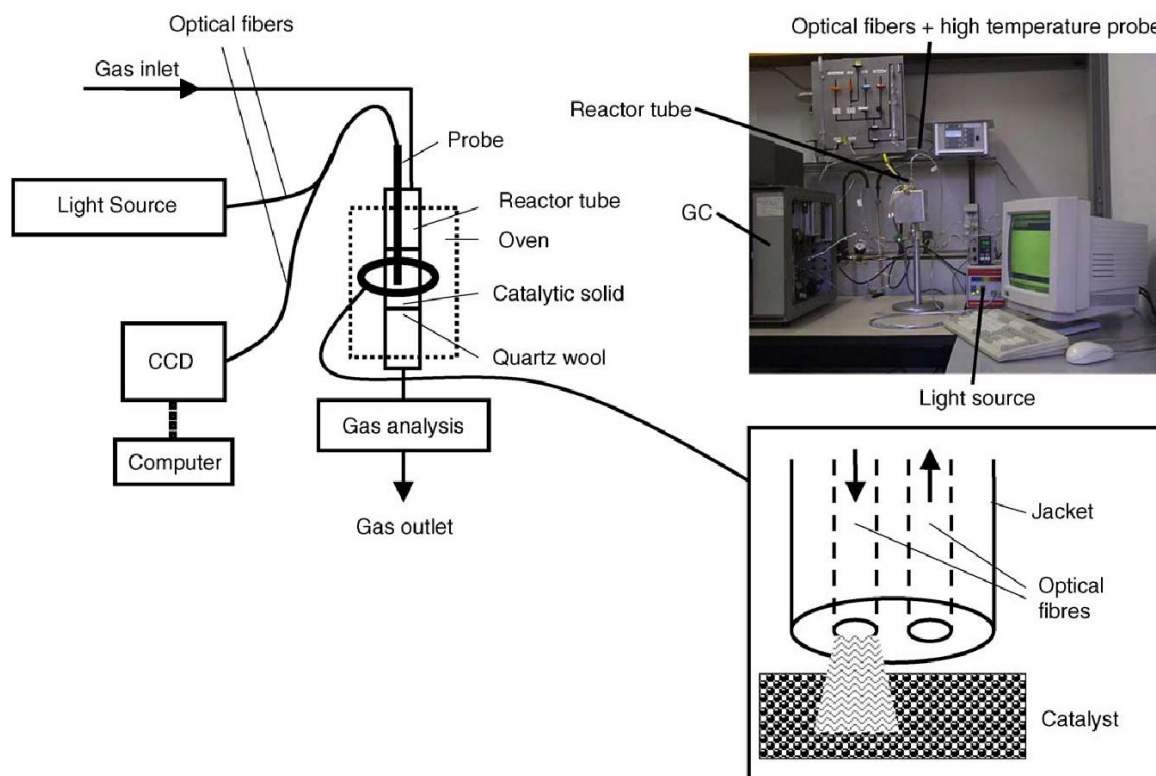 Optical fibers
Gas inlet
Probe
Light Source
Reactor tube
Oven
Catalytic solid
Quartz wool
CCD
Computer
Gas analysis
Gas outlet
Optical fibers + high temperature probe
Reactor tube
GC
Light source
Jacket
Optical
fibres
Catalyst